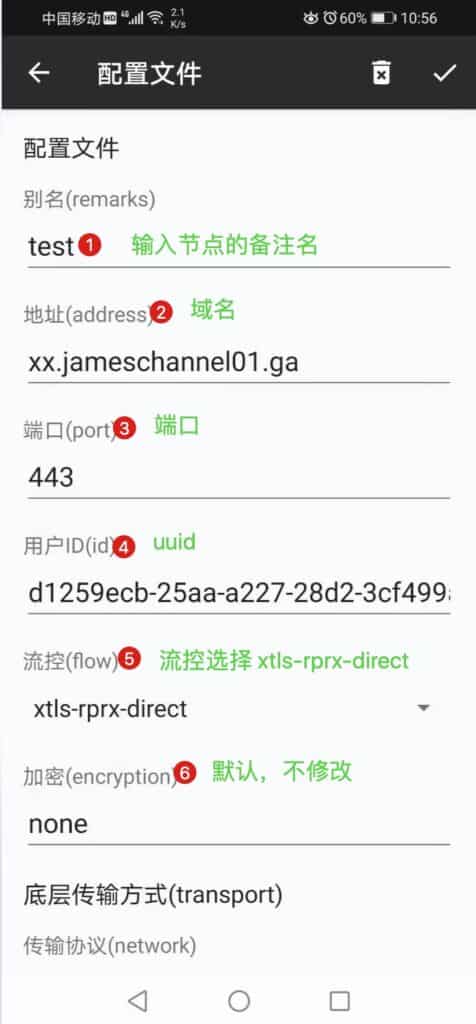 中国移动 HD 4G 2.1 K/s 60% 10:56
配置文件
配置文件
别名(remarks)
test 1 输入节点的备注名
地址(address) 2 域名
xx.jameschannel01.ga
端口(port) 3 端口
443
用户ID(id) 4 uuid
d1259ecb-25aa-a227-28d2-3cf499
流控(flow) 5 流控选择 xtls-rprx-direct
xtls-rprx-direct
加密(encryption) 6 默认，不修改
none
底层传输方式(transport)
传输协议(network)